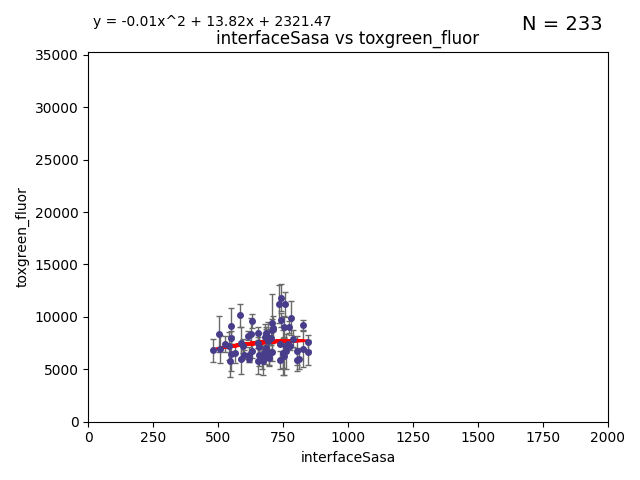 y = -0.01x^2 + 13.82x + 2321.47
N = 233
interfaceSasa vs toxgreen_fluor
35000
30000
25000
20000
15000
10000
5000
0
toxgreen_fluor
0 250 500 750 1000 1250 1500 1750 2000
interfaceSasa